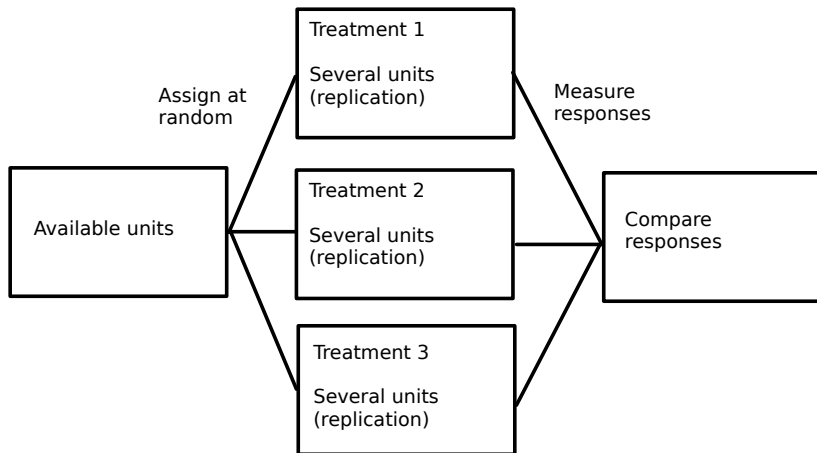 Available units
Assign at
random
Treatment 1
Several units
(replication)
Treatment 2
Several units
(replication)
Treatment 3
Several units
(replication)
Measure
responses
Compare
responses